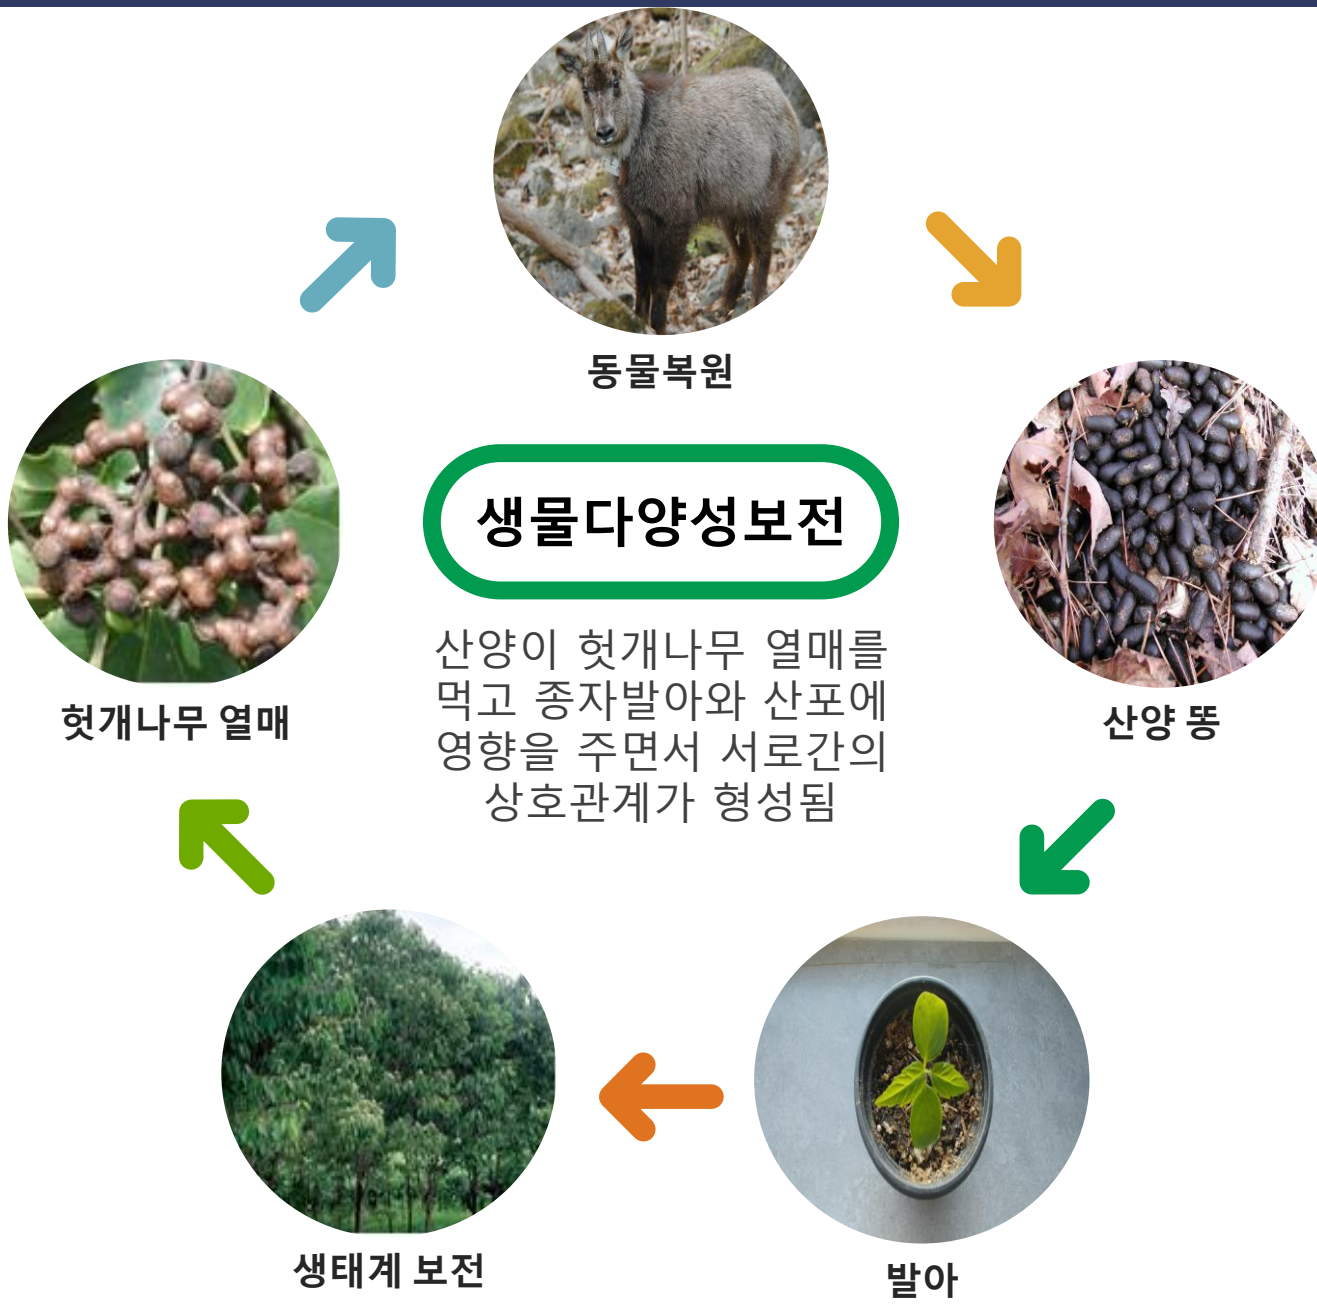 동물복원
생물다양성보전
산양이 헛개나무 열매를
먹고 종자발아와 산포에
영향을 주면서 서로간의
상호관계가 형성됨
헛개나무 열매
산양 똥
생태계 보전
발아